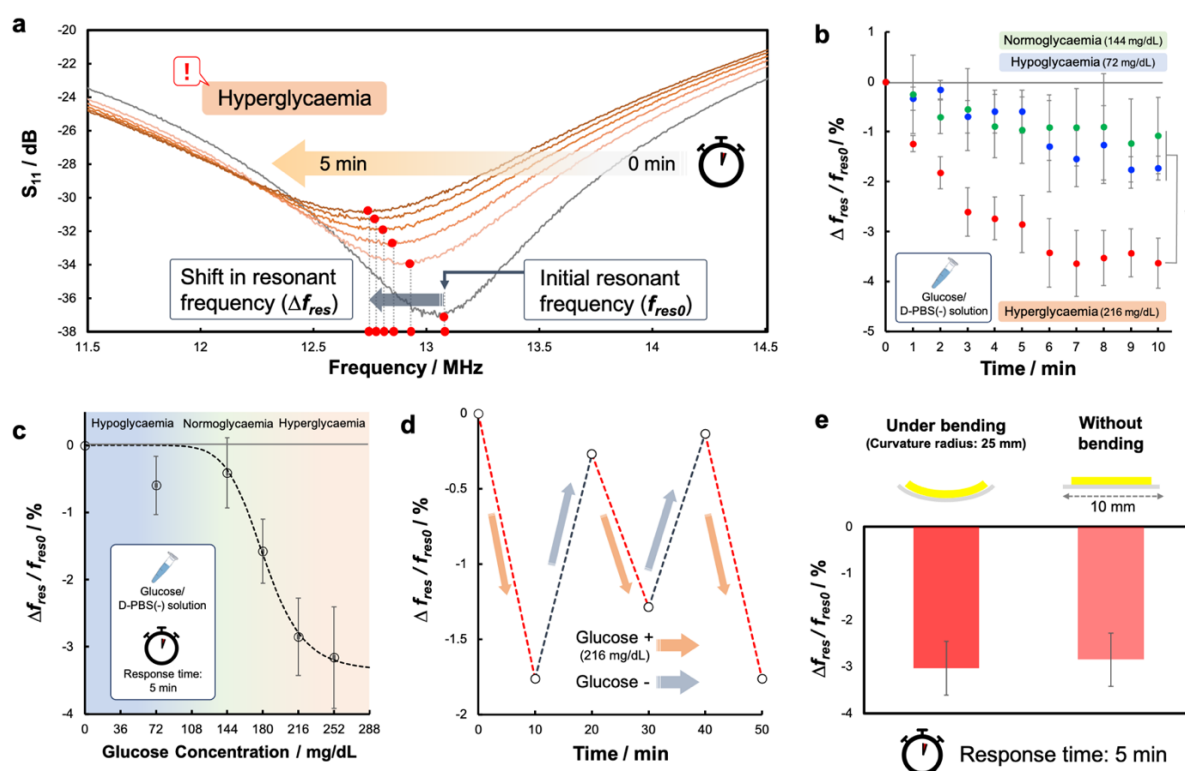 a
-20
-22
-24
-26
-28
-30
-32
-34
-36
-38
S11 / dB
!
Hyperglycaemia
5 min
0 min
Shift in resonant
frequency (Δfres)
Initial resonant
frequency (fres0)
11.5
12
12.5
13
13.5
14
14.5
Frequency / MHz
b
Normoglycaemia (144 mg/dL)
Hypoglycaemia (72 mg/dL)
1
0
-1
-2
-3
-4
-5
Δ fres / fres0 / %
Glucose/
D-PBS(-) solution
Hyperglycaemia (216 mg/dL)
0 1 2 3 4 5 6 7 8 9 10
Time / min
c
Hypoglycaemia
Normoglycaemia
Hyperglycaemia
0
-1
-2
-3
-4
Δfres / fres0 / %
Glucose/
D-PBS(-) solution
Response time:
5 min
0 36 72 108 144 180 216 252 288
Glucose Concentration / mg/dL
d
0
-0.5
-1
-1.5
-2
Δ fres / fres0 / %
Glucose +
(216 mg/dL)
Glucose -
0 10 20 30 40 50
Time / min
e
Under bending
(Curvature radius: 25 mm)
Without
bending
10 mm
0
-1
-2
-3
-4
Δfres / fres0 / %
Response time: 5 min